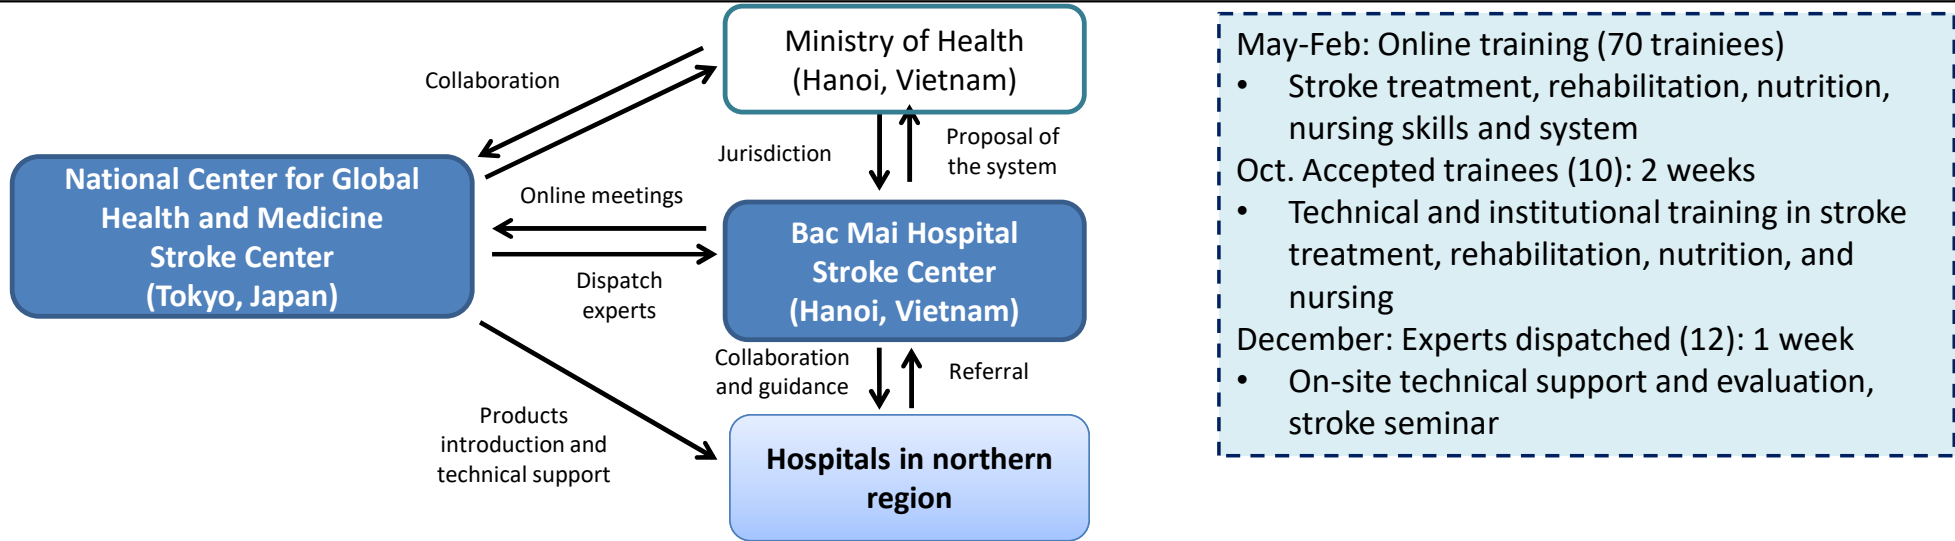 Ministry of Health
(Hanoi, Vietnam)
Collaboration
Jurisdiction
Proposal of
the system
National Center for Global
Health and Medicine
Stroke Center
(Tokyo, Japan)
Online meetings
Dispatch
experts
Bac Mai Hospital
Stroke Center
(Hanoi, Vietnam)
Collaboration
and guidance
Referral
Products
introduction and
technical support
Hospitals in northern
region
May-Feb: Online training (70 trainiees)
• Stroke treatment, rehabilitation, nutrition,
nursing skills and system
Oct. Accepted trainees (10): 2 weeks
• Technical and institutional training in stroke
treatment, rehabilitation, nutrition, and
nursing
December: Experts dispatched (12): 1 week
• On-site technical support and evaluation,
stroke seminar